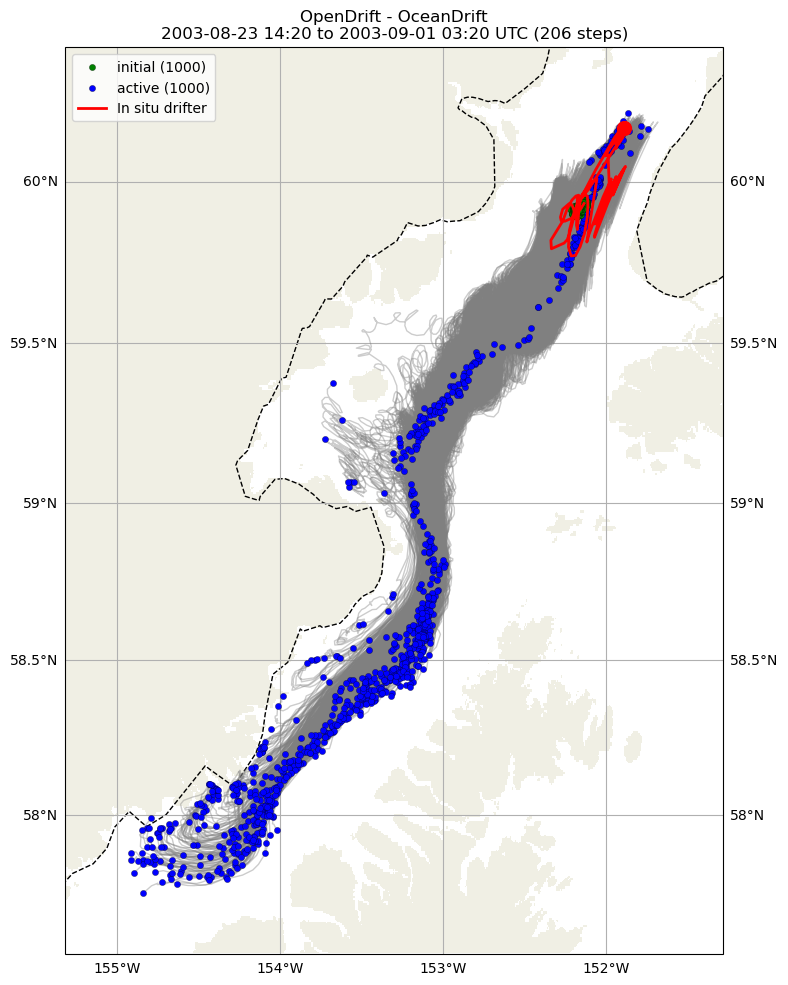 OpenDrift - OceanDrift
2003-08-23 14:20 to 2003-09-01 03:20 UTC (206 steps)
initial (1000)
active (1000)
In situ drifter
60°N 60°N
59.5°N 59.5°N
59°N 59°N
58.5°N 58.5°N
58°N 58°N
155°W 154°W 153°W 152°W